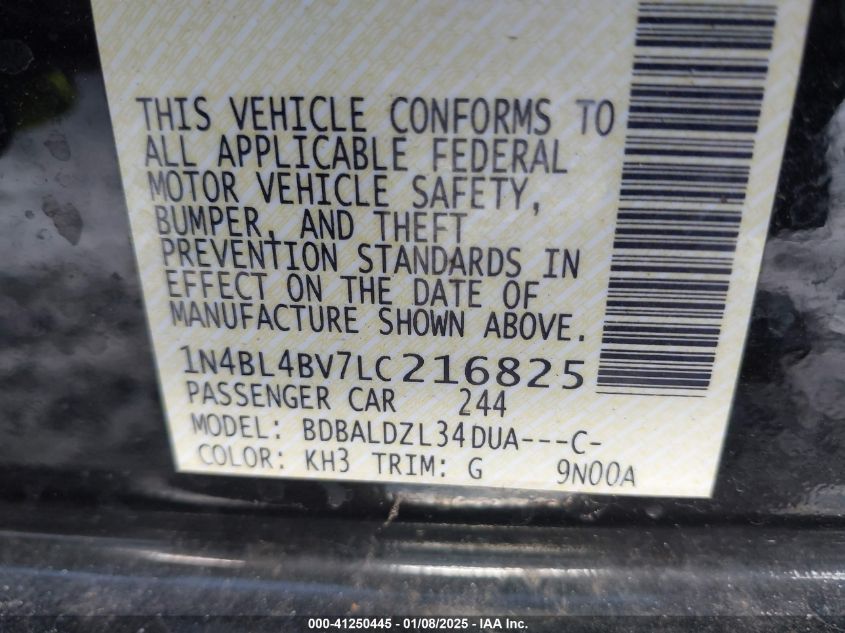 THIS VEHICLE CONFORMS TO
ALL APPLICABLE FEDERAL
MOTOR VEHICLE SAFETY,
BUMPER, AND THEFT
PREVENTION STANDARDS IN
EFFECT ON THE DATE OF
MANUFACTURE SHOWN ABOVE.
1N4BL4BV7LC216825
PASSENGER CAR 244
MODEL: BDBALDZL34DUA---C-
COLOR: KH3 TRIM: G 9N00A
000-41250445 - 01/08/2025 - IAA Inc.